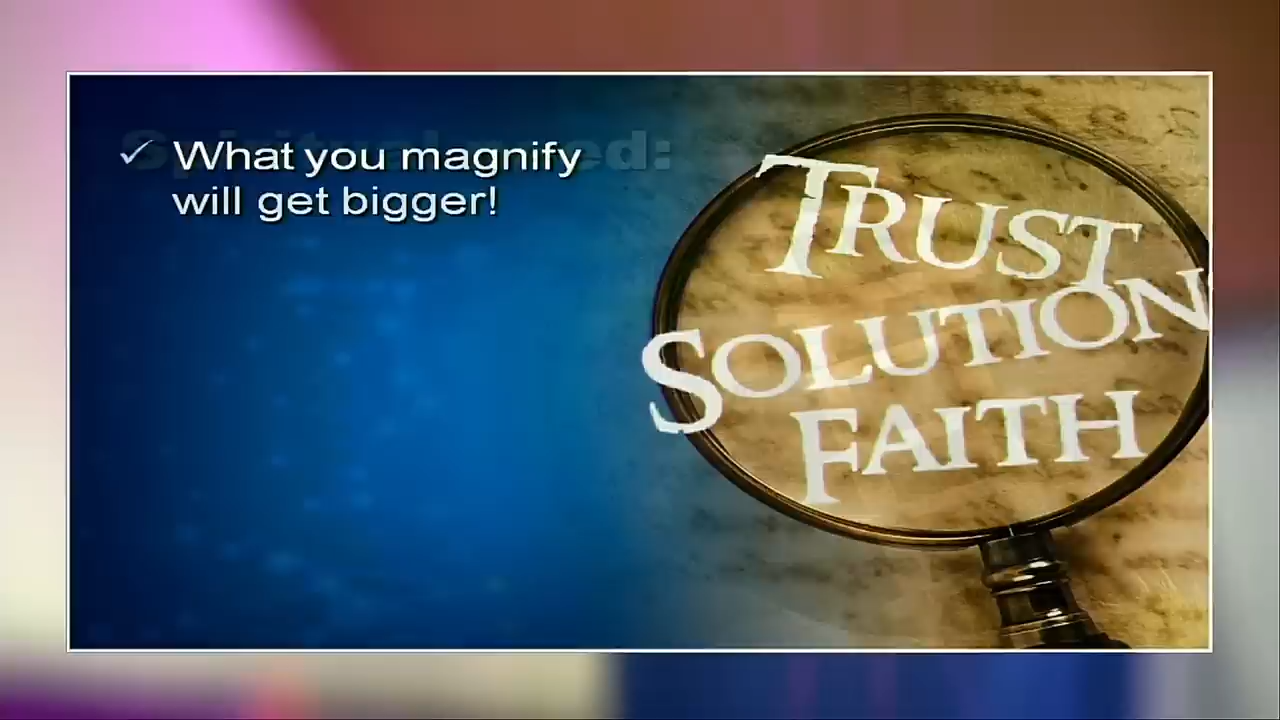 What you magnify
will get bigger!
TRUST
SOLUTION
FAITH